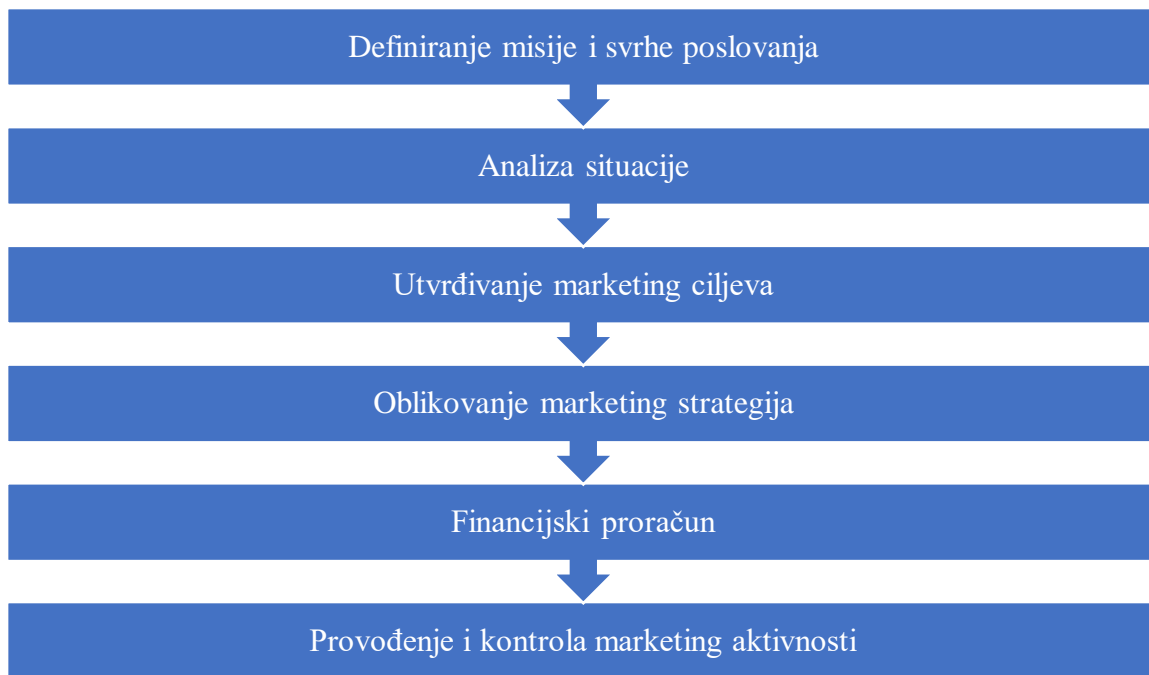 Definiranje misije i svrhe poslovanja
Analiza situacije
Utvrđivanje marketing ciljeva
Oblikovanje marketing strategija
Financijski proračun
Provođenje i kontrola marketing aktivnosti